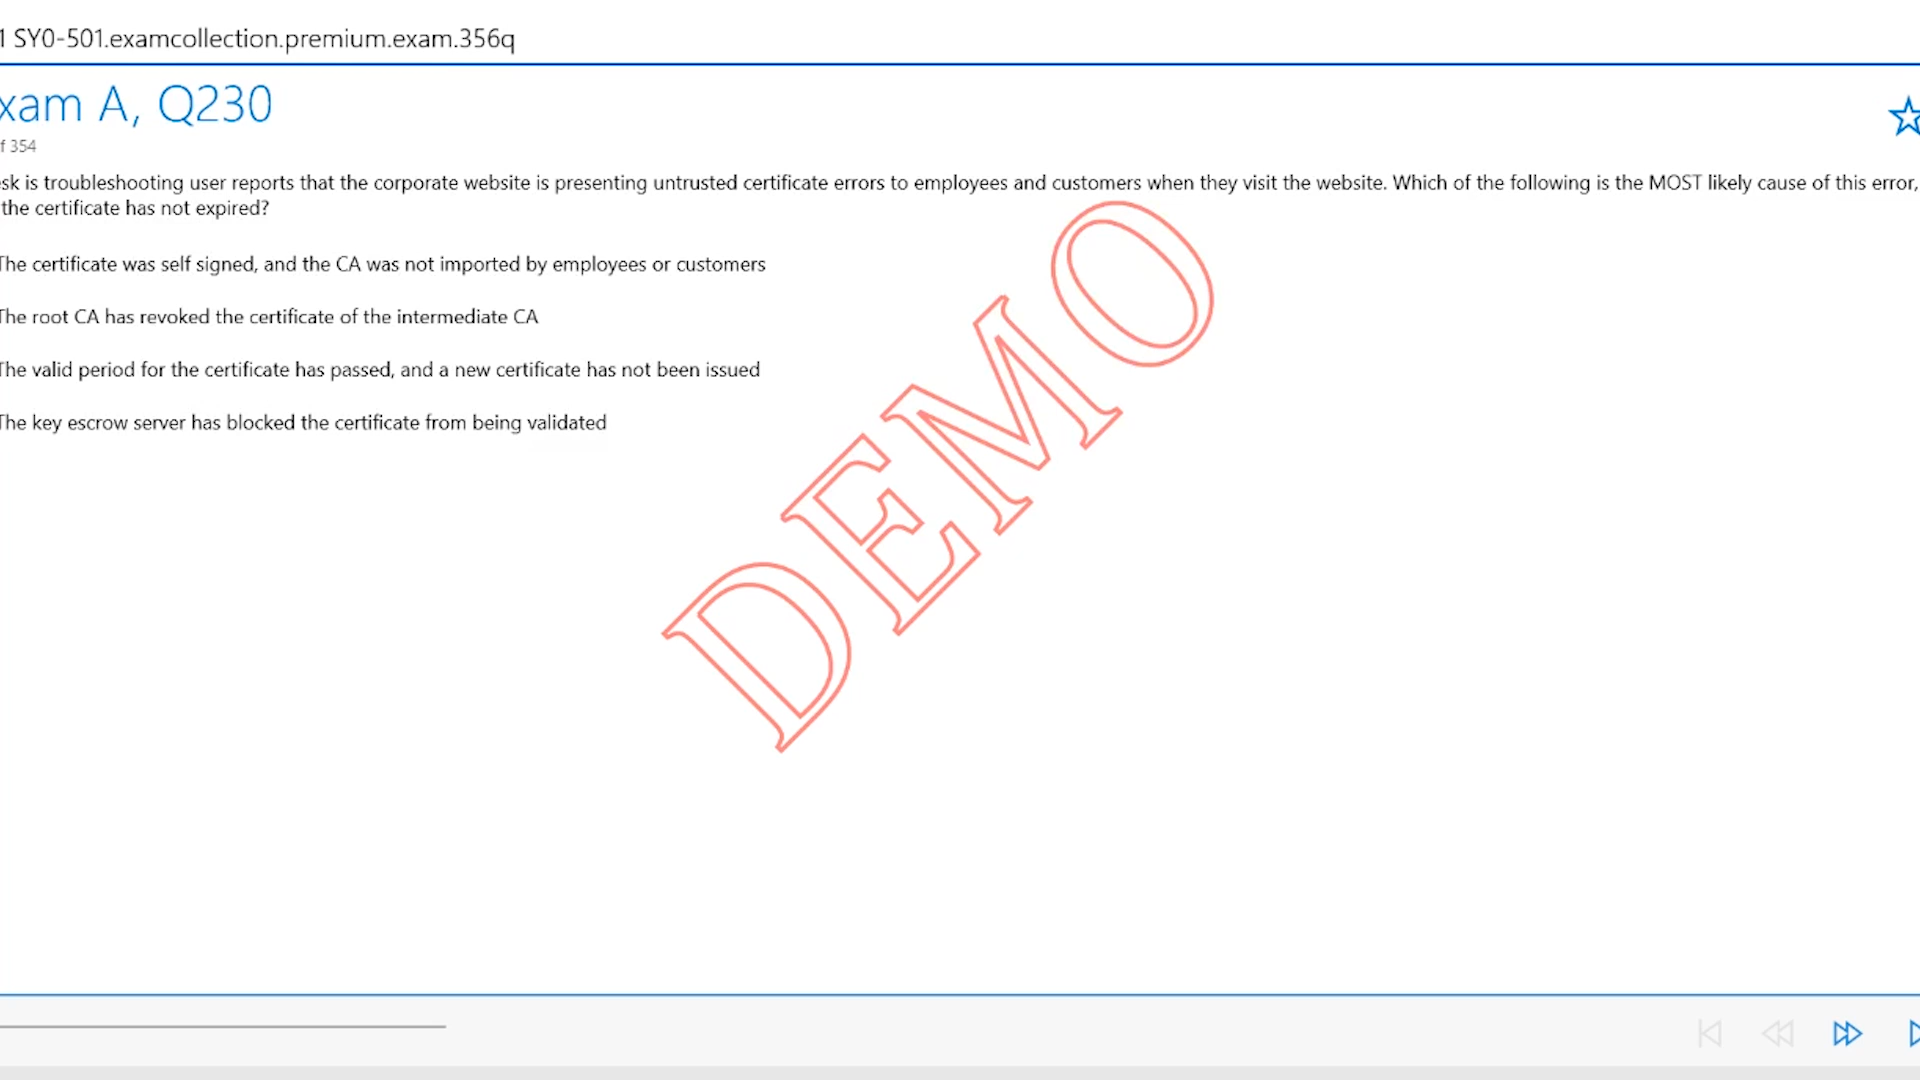 1 SY0-501.examcollection.premium.exam.356q
xam A, Q230
f 354
sk is troubleshooting user reports that the corporate website is presenting untrusted certificate errors to employees and customers when they visit the website. Which of the following is the MOST likely cause of this error,
the certificate has not expired?
The certificate was self signed, and the CA was not imported by employees or customers
The root CA has revoked the certificate of the intermediate CA
The valid period for the certificate has passed, and a new certificate has not been issued
The key escrow server has blocked the certificate from being validated
DEMO